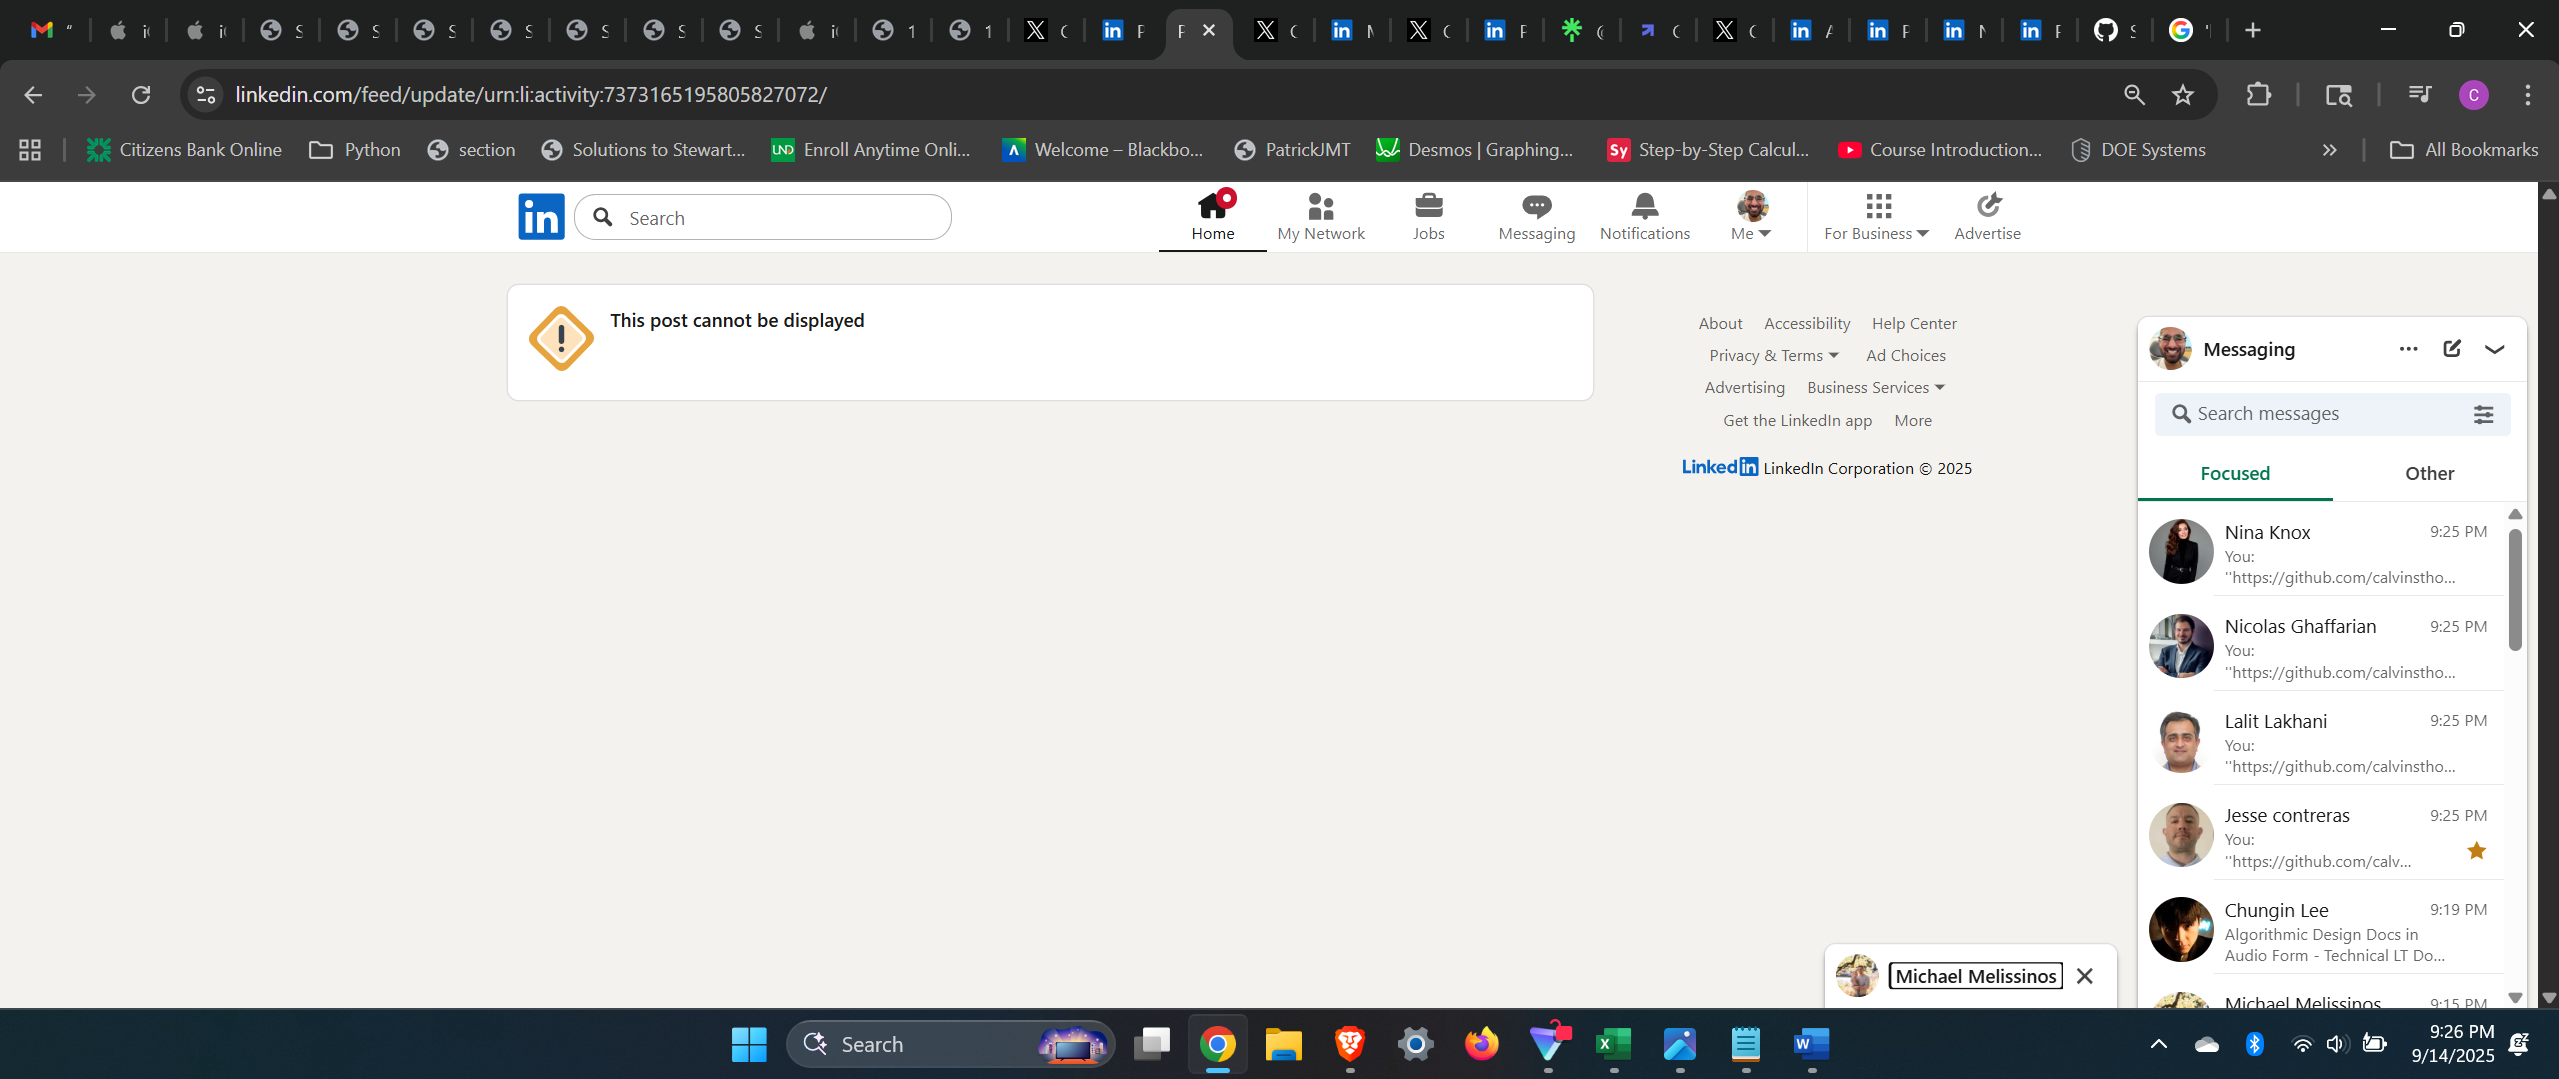 linkedin.com/feed/update/urn:li:activity:7373165195805827072/
C
Citizens Bank Online
Python
section
Solutions to Stewart...
Enroll Anytime Onli...
Welcome – Blackbo...
PatrickJMT
Desmos | Graphing...
Step-by-Step Calcul...
Course Introduction...
DOE Systems
All Bookmarks
in
Search
Home
My Network
Jobs
Messaging
Notifications
Me
For Business
Advertise
This post cannot be displayed
About
Accessibility
Help Center
Privacy & Terms
Ad Choices
Advertising
Business Services
Get the LinkedIn app
More
LinkedIn LinkedIn Corporation © 2025
Messaging
Search messages
Focused
Other
Nina Knox
9:25 PM
You:
"https://github.com/calvinstho...
Nicolas Ghaffarian
9:25 PM
You:
"https://github.com/calvinstho...
Lalit Lakhani
9:25 PM
You:
"https://github.com/calvinstho...
Jesse contreras
9:25 PM
You:
"https://github.com/calv...
Chungin Lee
9:19 PM
Algorithmic Design Docs in
Audio Form - Technical LT Do...
Michael Melissinos
9:15 PM
Michael Melissinos
Search
9:26 PM
9/14/2025